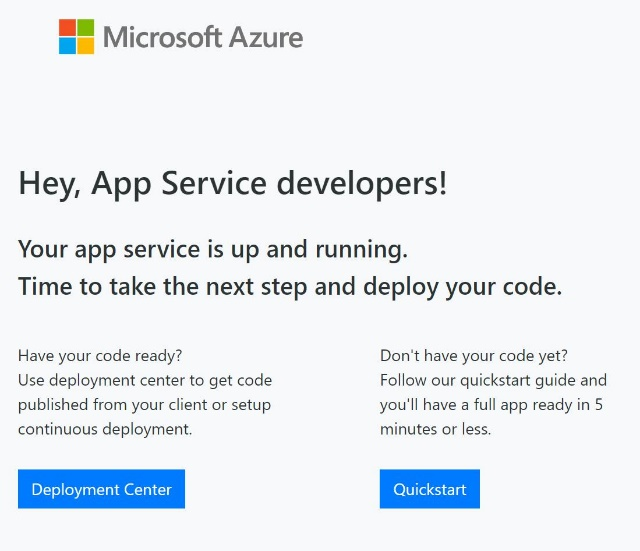 Microsoft Azure
Hey, App Service developers!
Your app service is up and running.
Time to take the next step and deploy your code.
Have your code ready?
Use deployment center to get code
published from your client or setup
continuous deployment.
Deployment Center
Don't have your code yet?
Follow our quickstart guide and
you'll have a full app ready in 5
minutes or less.
Quickstart